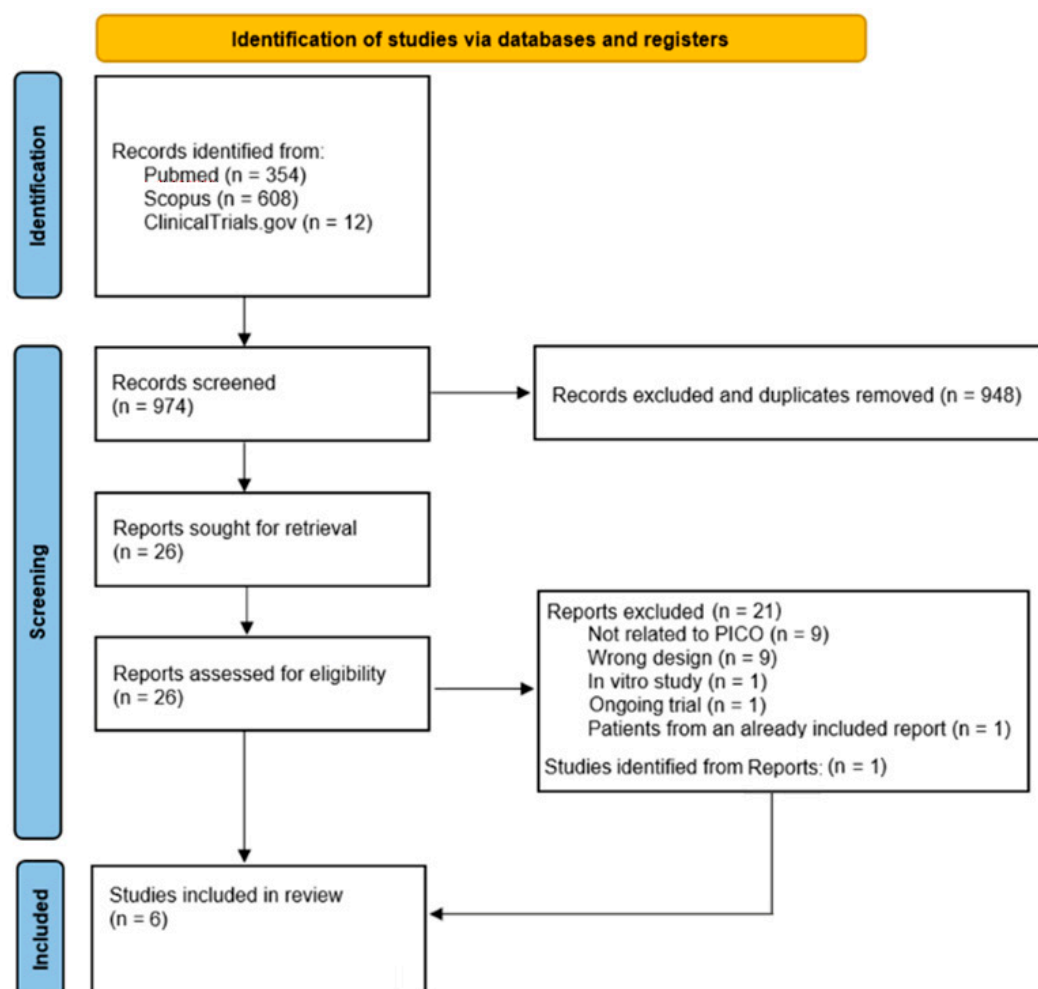 Identification of studies via databases and registers
Identification
Records identified from:
Pubmed (n = 354)
Scopus (n = 608)
ClinicalTrials.gov (n = 12)
Screening
Records screened
(n = 974)
Records excluded and duplicates removed (n = 948)
Reports sought for retrieval
(n = 26)
Reports assessed for eligibility
(n = 26)
Reports excluded (n = 21)
Not related to PICO (n = 9)
Wrong design (n = 9)
In vitro study (n = 1)
Ongoing trial (n = 1)
Patients from an already included report (n = 1)
Studies identified from Reports: (n = 1)
Included
Studies included in review
(n = 6)